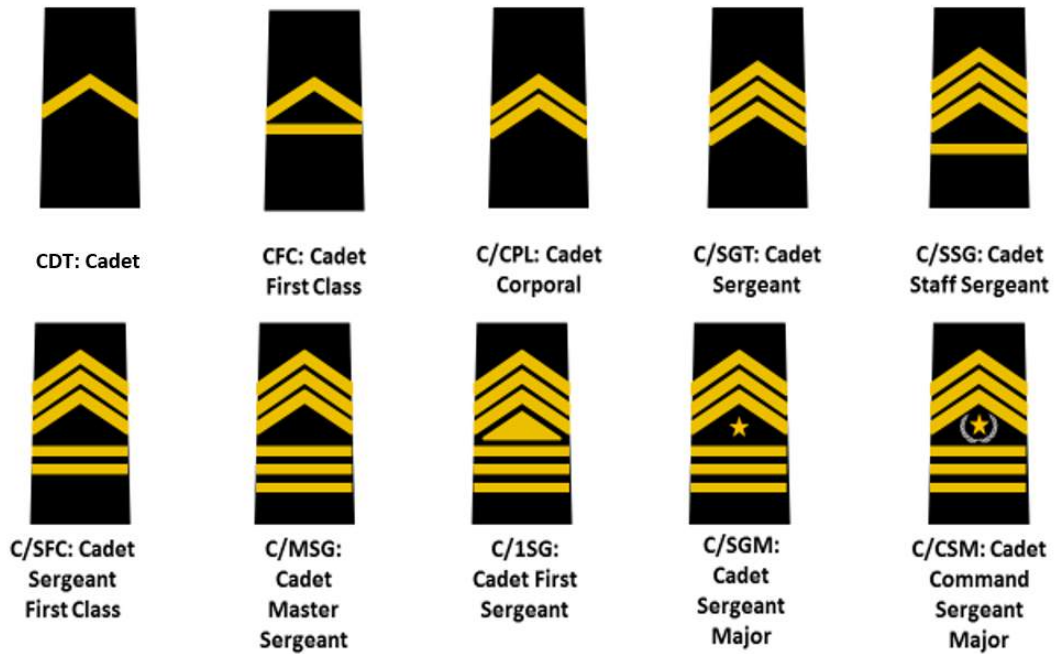 CDT: Cadet
CFC: Cadet
First Class
C/CPL: Cadet
Corporal
C/SGT: Cadet
Sergeant
C/SSG: Cadet
Staff Sergeant
C/SFC: Cadet
Sergeant
First Class
C/MSG:
Cadet
Master
Sergeant
C/1SG:
Cadet First
Sergeant
C/SGM:
Cadet
Sergeant
Major
C/CSM: Cadet
Command
Sergeant
Major